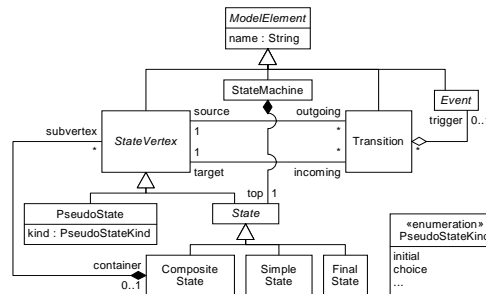 ModelElement
name : String
StateMachine
Event
source
outgoing
trigger
0..1
subvertex
*
StateVertex
1
*
Transition
*
1
*
target
incoming
PseudoState
kind : PseudoStateKind
top
1
State
«enumeration»
PseudoStateKind
initial
choice
...
container
0..1
Composite
State
Simple
State
Final
State